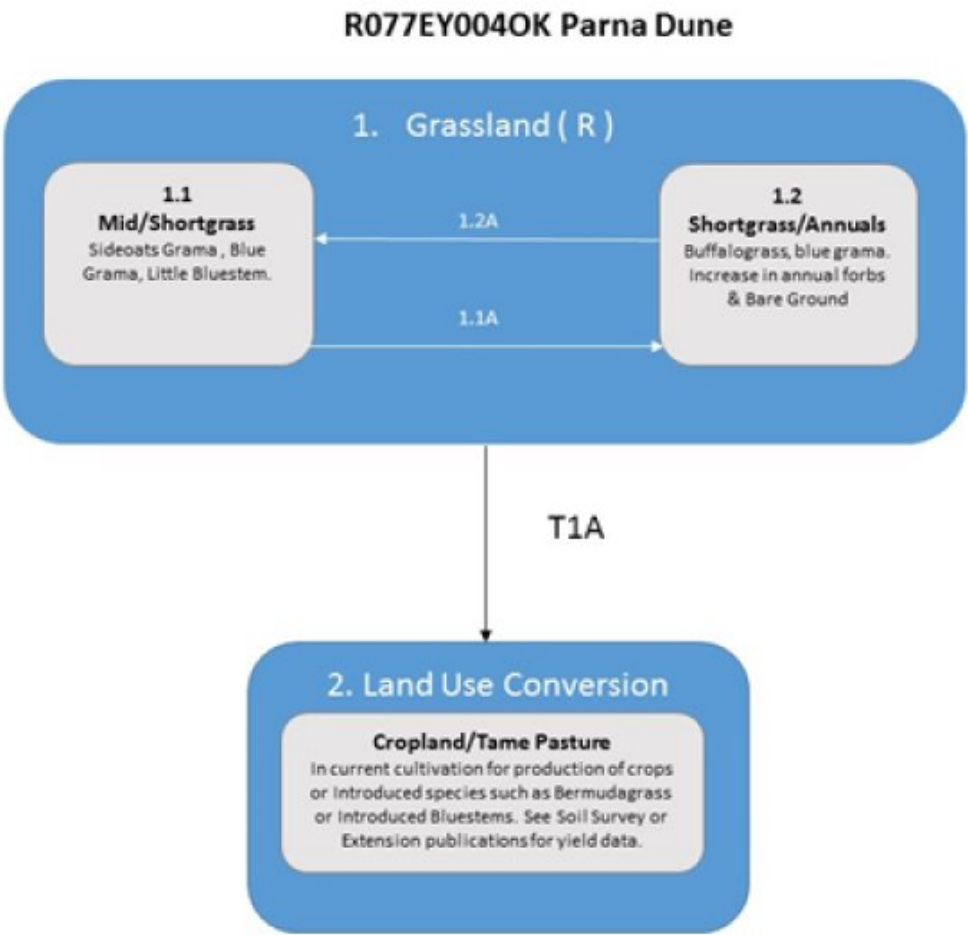 R077EY004OK Parna Dune
1. Grassland ( R )
1.1
Mid/Shortgrass
Sideoats Grama , Blue
Grama, Little Bluestem.
1.2A
1.1A
1.2
Shortgrass/Annuals
Buffalograss, blue grama.
Increase in annual forbs
& Bare Ground
T1A
2. Land Use Conversion
Cropland/Tame Pasture
In current cultivation for production of crops
or Introduced species such as Bermudagrass
or Introduced Bluestems. See Soil Survey or
Extension publications for yield data.